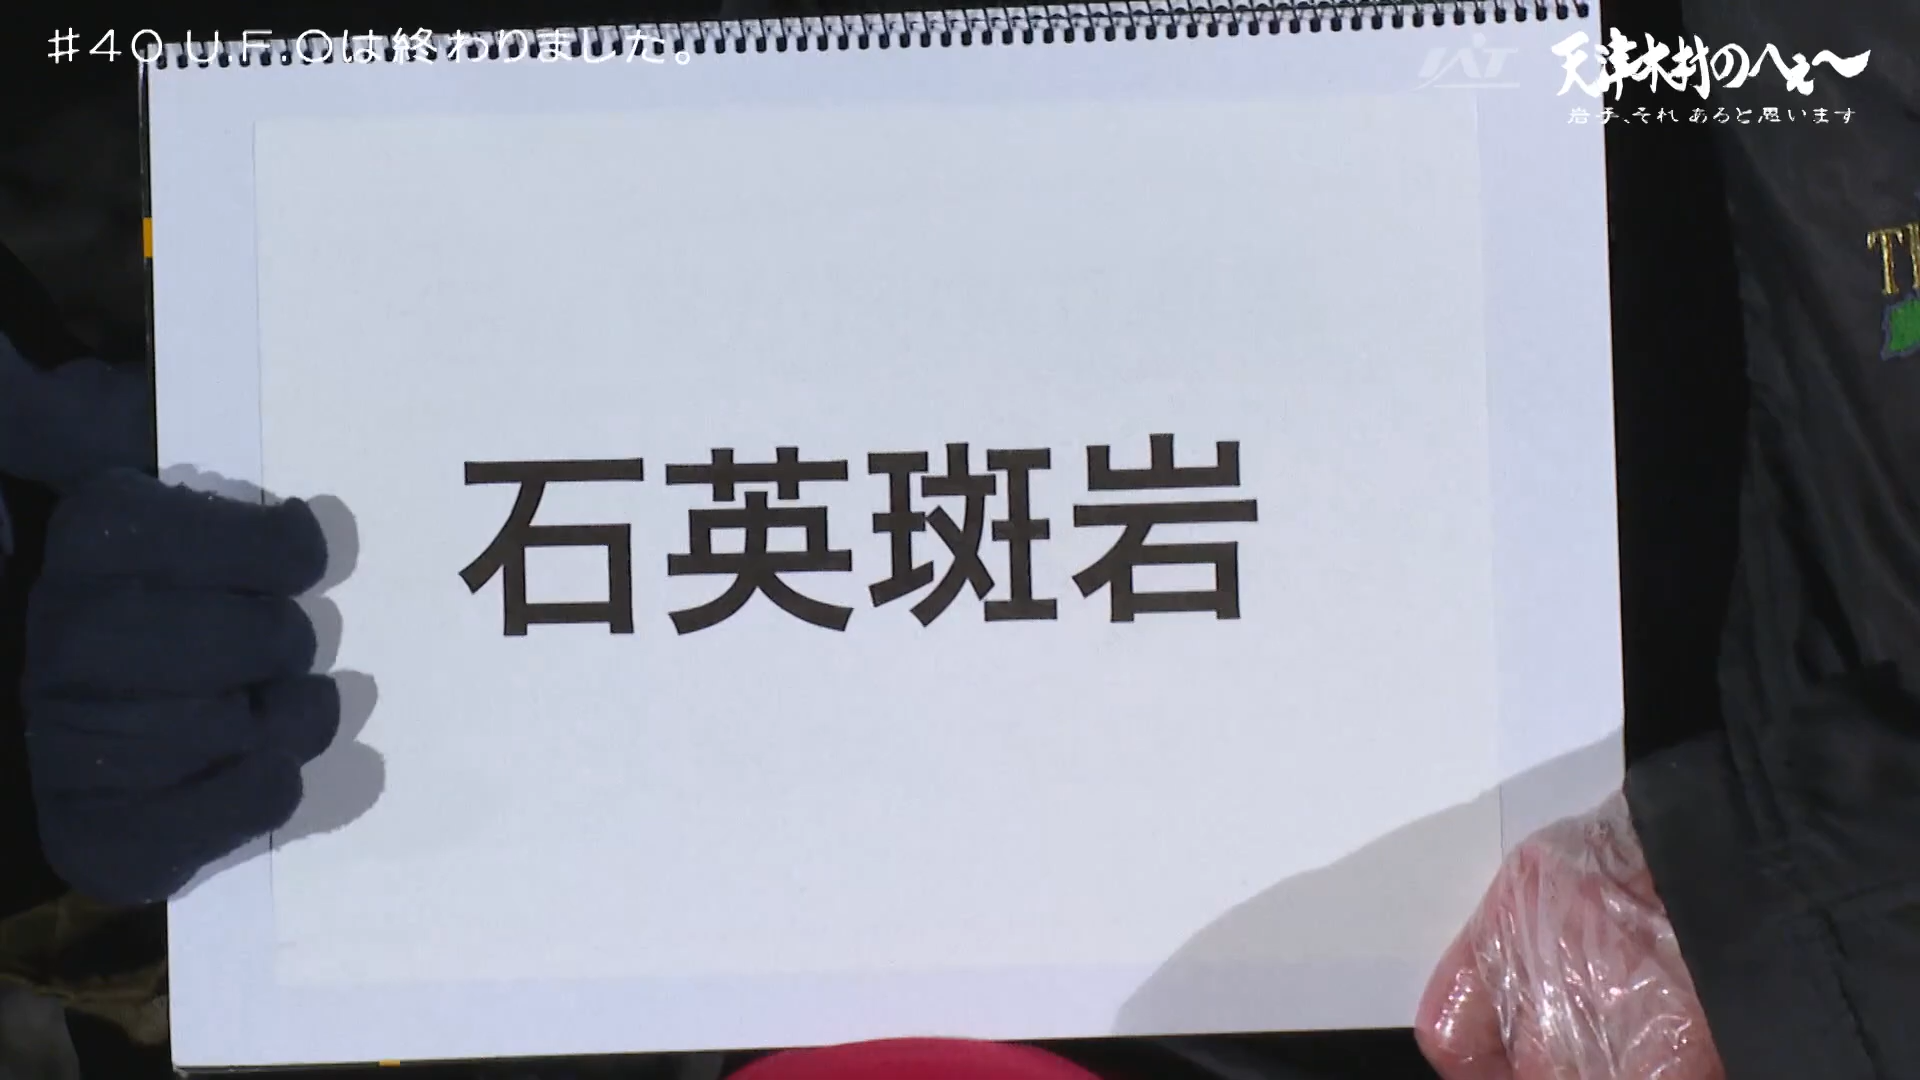 #40 U.F.Oは終わりました。
IAT
天津木村のへぇ〜
岩手、それ あると思います
石英斑岩